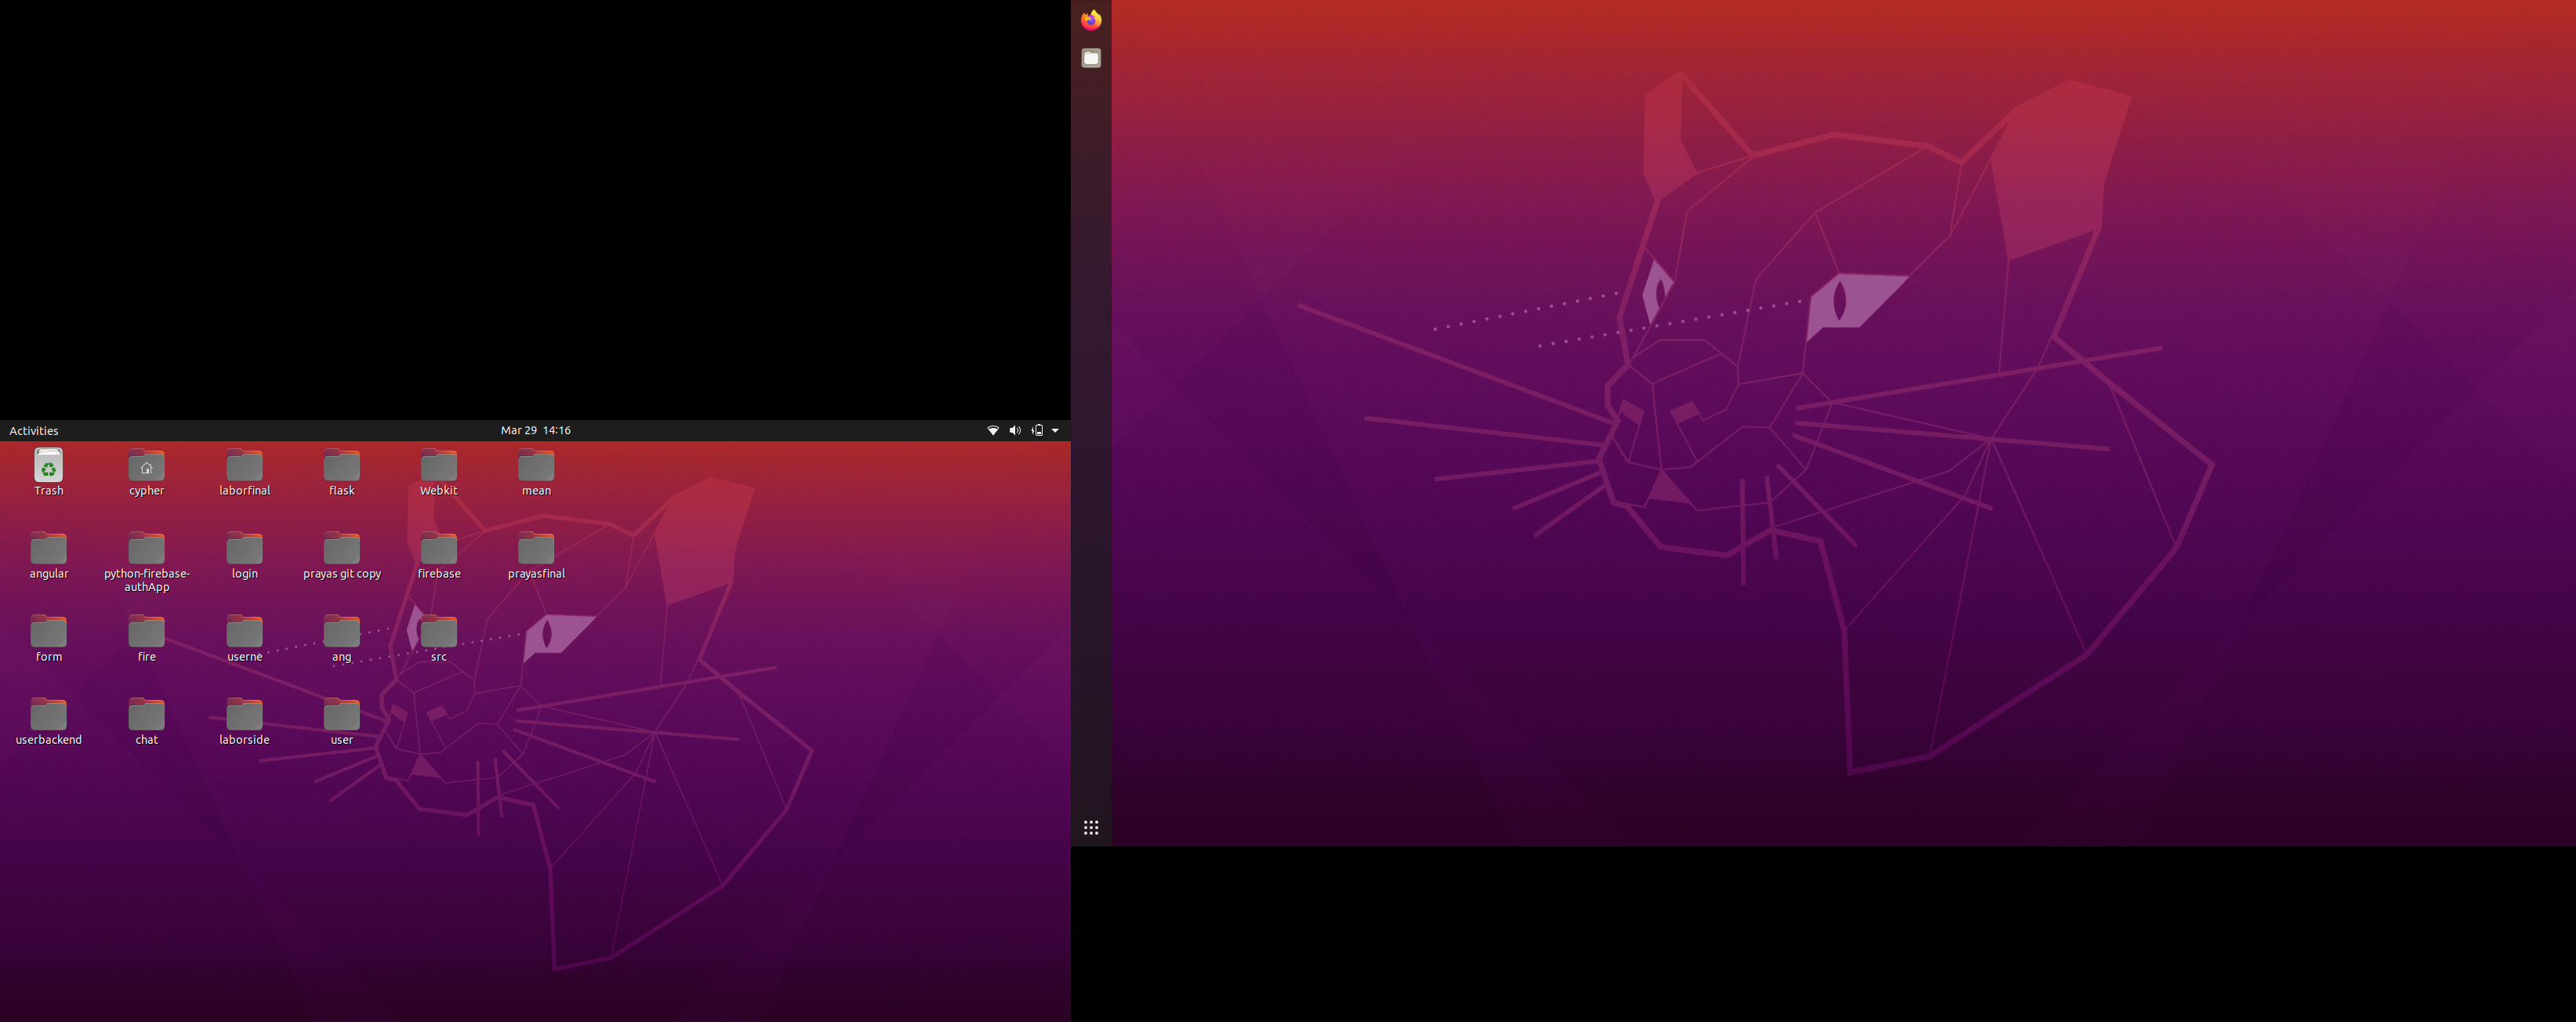 Activities
Mar 29 14:16
Trash
cypher
laborfinal
flask
Webkit
mean
angular
python-firebase-
authApp
login
prayas git copy
firebase
prayasfinal
form
fire
userne
ang
src
userbackend
chat
laborside
user